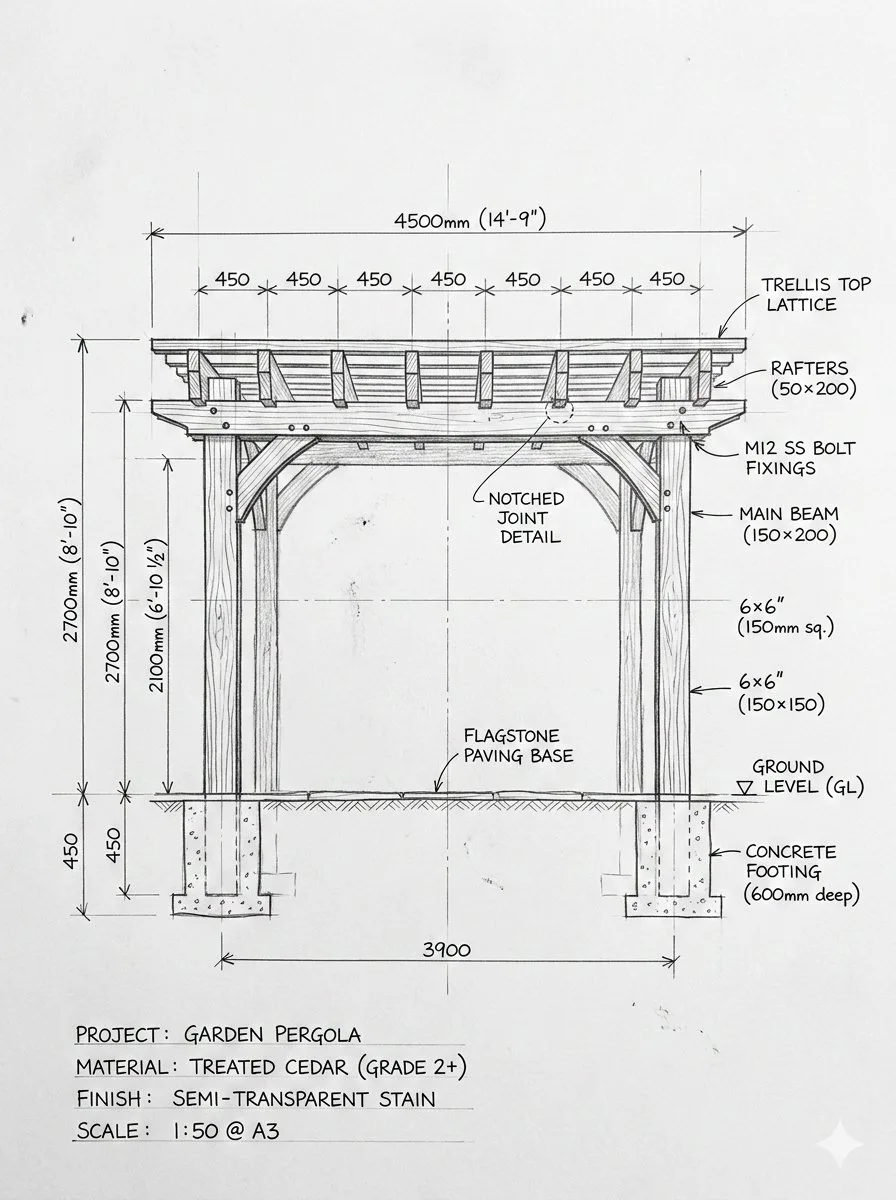 4500mm (14'-9")
450 450 450 450 450 450 450
TRELLIS TOP
LATTICE
RAFTERS
(50×200)
M12 SS BOLT
FIXINGS
NOTCHED
JOINT
DETAIL
MAIN BEAM
(150×200)
2700mm (8'-10")
2700mm (8'-10")
2100mm (6'-10 ½")
6×6"
(150mm sq.)
6×6"
(150×150)
FLAGSTONE
PAVING BASE
GROUND
LEVEL (GL)
450
450
CONCRETE
FOOTING
(600mm deep)
3900
PROJECT: GARDEN PERGOLA
MATERIAL: TREATED CEDAR (GRADE 2+)
FINISH: SEMI-TRANSPARENT STAIN
SCALE: 1:50 @ A3